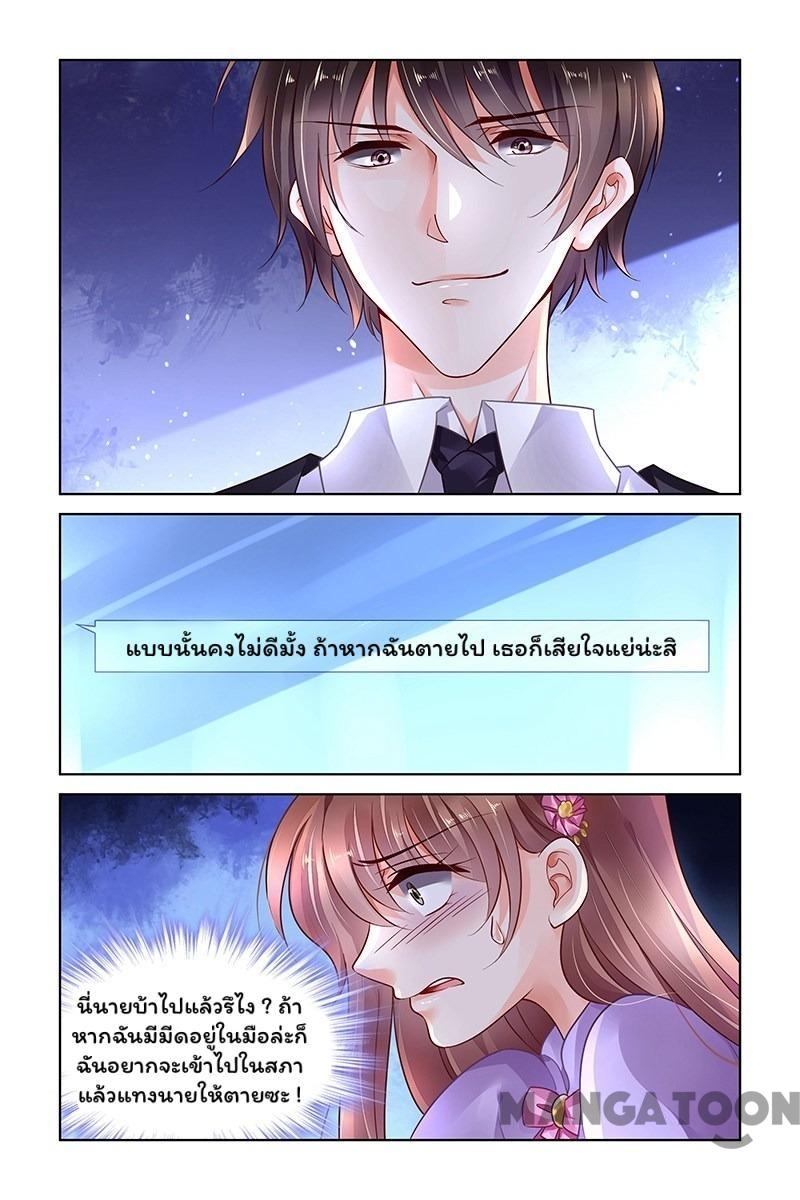 แบบนั้นคงไม่ดีมั้ง ถ้าหากฉันตายไป เธอก็เสียใจแย่น่ะสิ
นี่นายบ้าไปแล้วรึไง ? ถ้า
หากฉันมีมีดอยู่ในมือล่ะก็
ฉันอยากจะเข้าไปในสภา
แล้วแทงนายให้ตายซะ !
MANGATOON